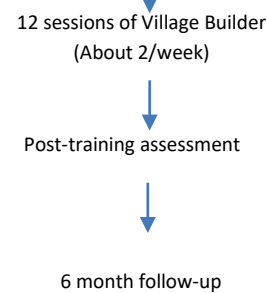 12 sessions of Village Builder
(About 2/week)
Post-training assessment
6 month follow-up